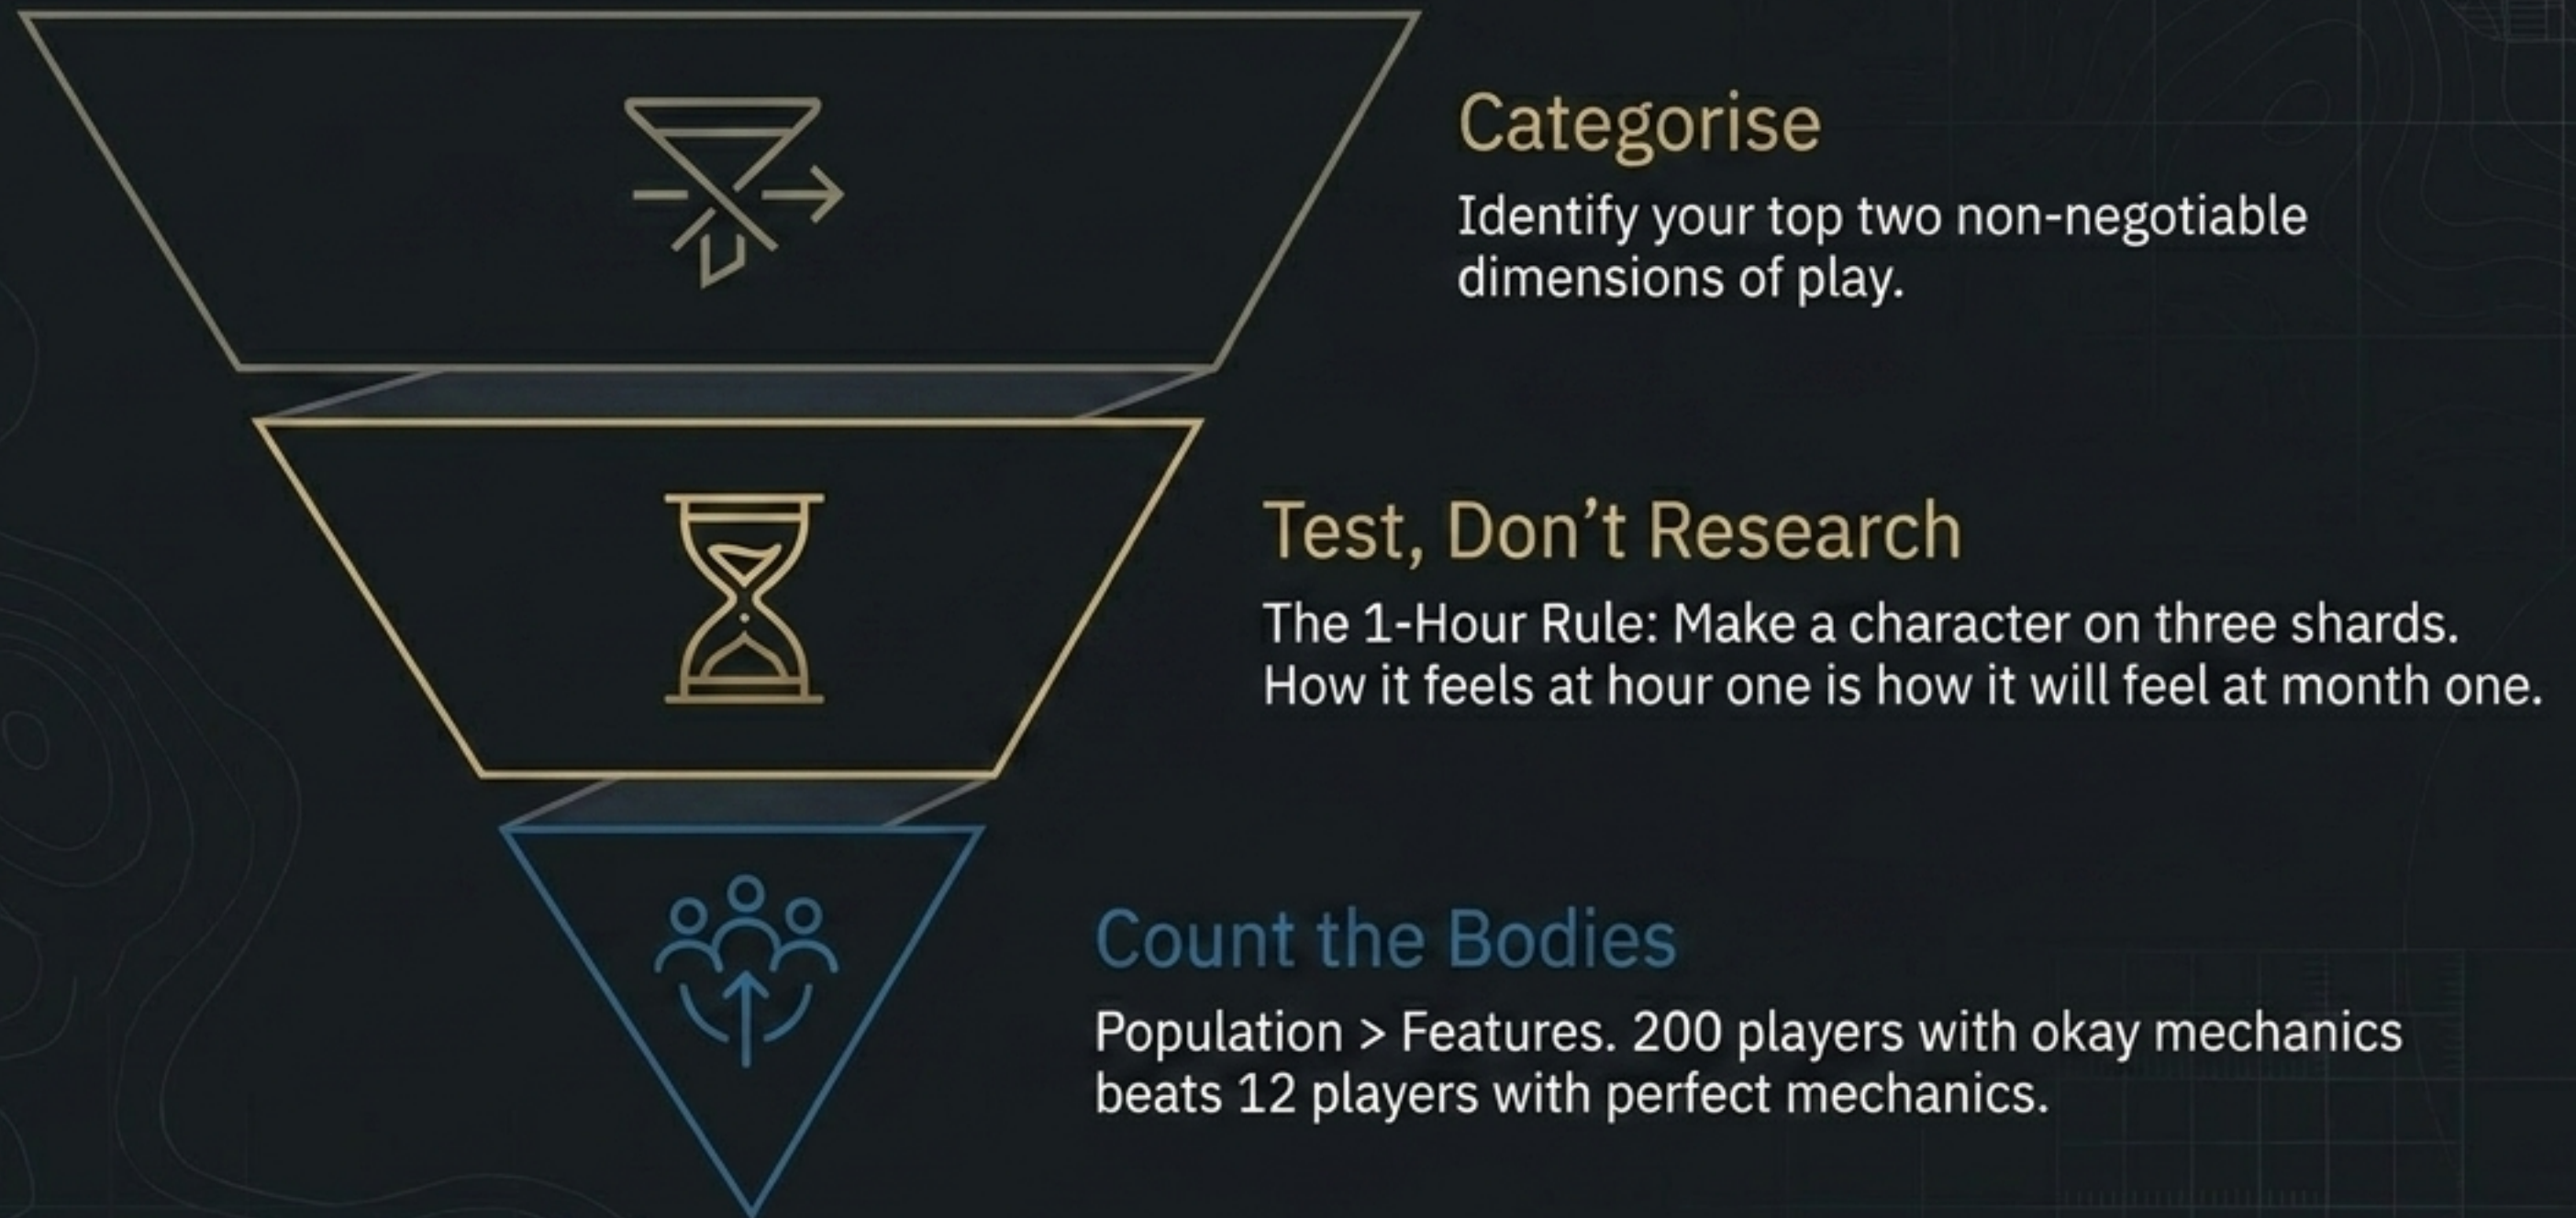 Categorise
Identify your top two non-negotiable
dimensions of play.
Test, Don’t Research
The 1-Hour Rule: Make a character on three shards.
How it feels at hour one is how it will feel at month one.
Count the Bodies
Population > Features. 200 players with okay mechanics
beats 12 players with perfect mechanics.